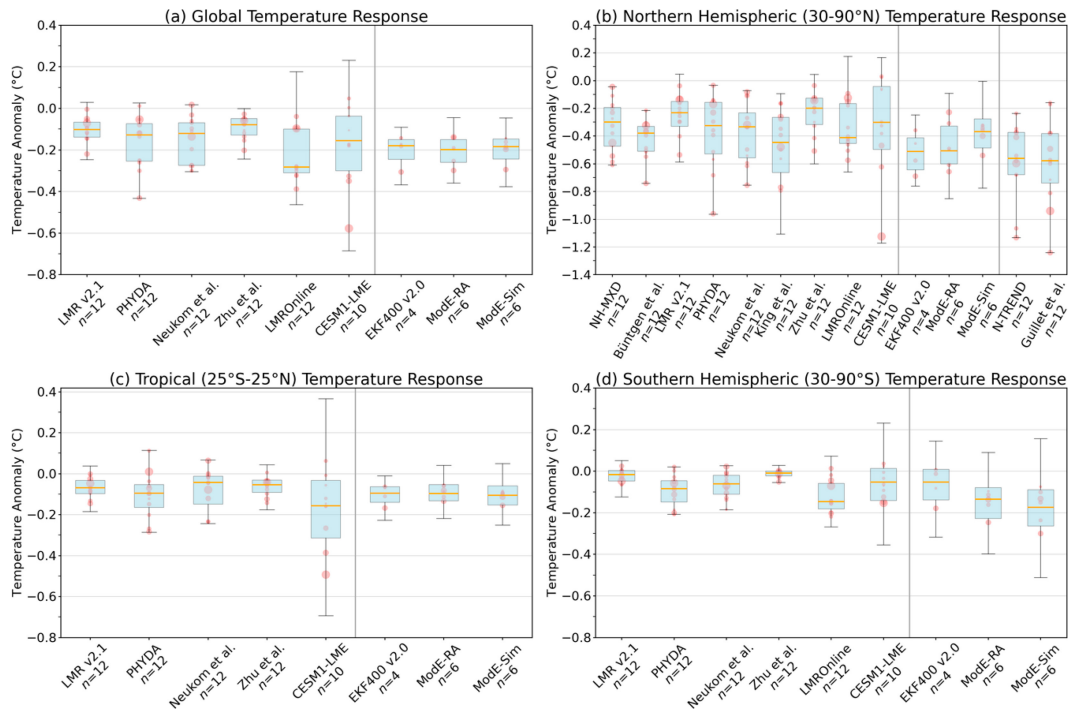 (a) Global Temperature Response
Temperature Anomaly (°C)
0.4
0.2
0.0
−0.2
−0.4
−0.6
−0.8
LMR v2.1
n=12
PHYDA
n=12
Neukom et al.
n=12
Zhu et al.
n=12
LMROnline
n=12
CESM1-LME
n=10
EKF400 v2.0
n=4
ModE-RA
n=6
ModE-Sim
n=6
(b) Northern Hemispheric (30-90°N) Temperature Response
Temperature Anomaly (°C)
0.4
0.2
0.0
−0.2
−0.4
−0.6
−0.8
−1.0
−1.2
−1.4
NH-MXD
n=12
Büntgen et al.
n=12
LMR v2.1
n=12
PHYDA
n=12
Neukom et al.
n=12
King et al.
n=12
Zhu et al.
n=12
LMROnline
n=12
CESM1-LME
n=10
EKF400 v2.0
n=4
ModE-RA
n=6
ModE-Sim
n=6
N-TREND
n=12
Guillet et al.
n=12
(c) Tropical (25°S-25°N) Temperature Response
Temperature Anomaly (°C)
0.4
0.2
0.0
−0.2
−0.4
−0.6
−0.8
LMR v2.1
n=12
PHYDA
n=12
Neukom et al.
n=12
Zhu et al.
n=12
CESM1-LME
n=10
EKF400 v2.0
n=4
ModE-RA
n=6
ModE-Sim
n=6
(d) Southern Hemispheric (30-90°S) Temperature Response
Temperature Anomaly (°C)
0.4
0.2
0.0
−0.2
−0.4
−0.6
−0.8
LMR v2.1
n=12
PHYDA
n=12
Neukom et al.
n=12
Zhu et al.
n=12
LMROnline
n=12
CESM1-LME
n=10
EKF400 v2.0
n=4
ModE-RA
n=6
ModE-Sim
n=6